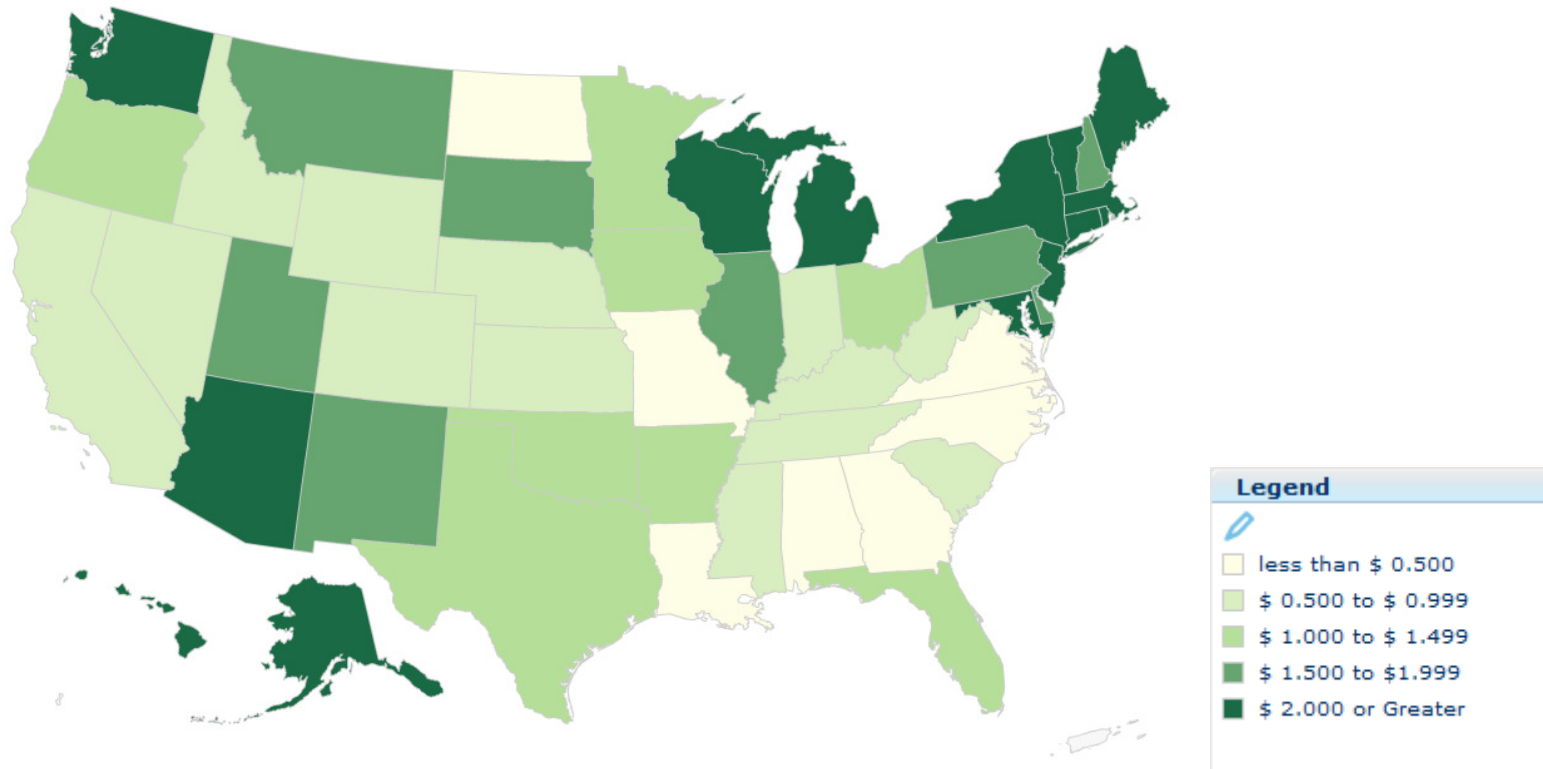 Legend
less than $ 0.500
$ 0.500 to $ 0.999
$ 1.000 to $ 1.499
$ 1.500 to $1.999
$ 2.000 or Greater